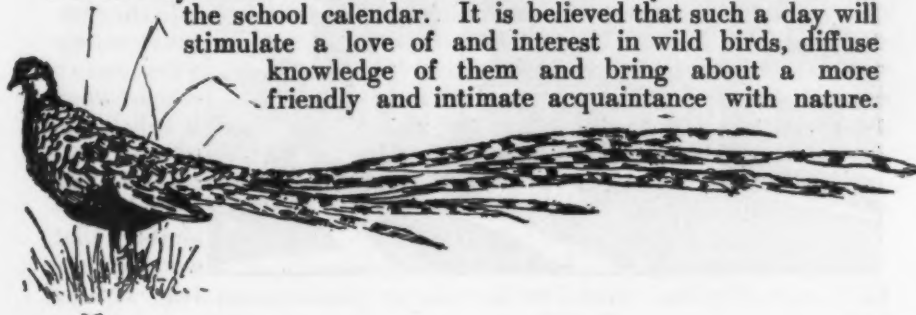 the school calendar. It is believed that such a day will
stimulate a love of and interest in wild birds, diffuse
knowledge of them and bring about a more
friendly and intimate acquaintance with nature.